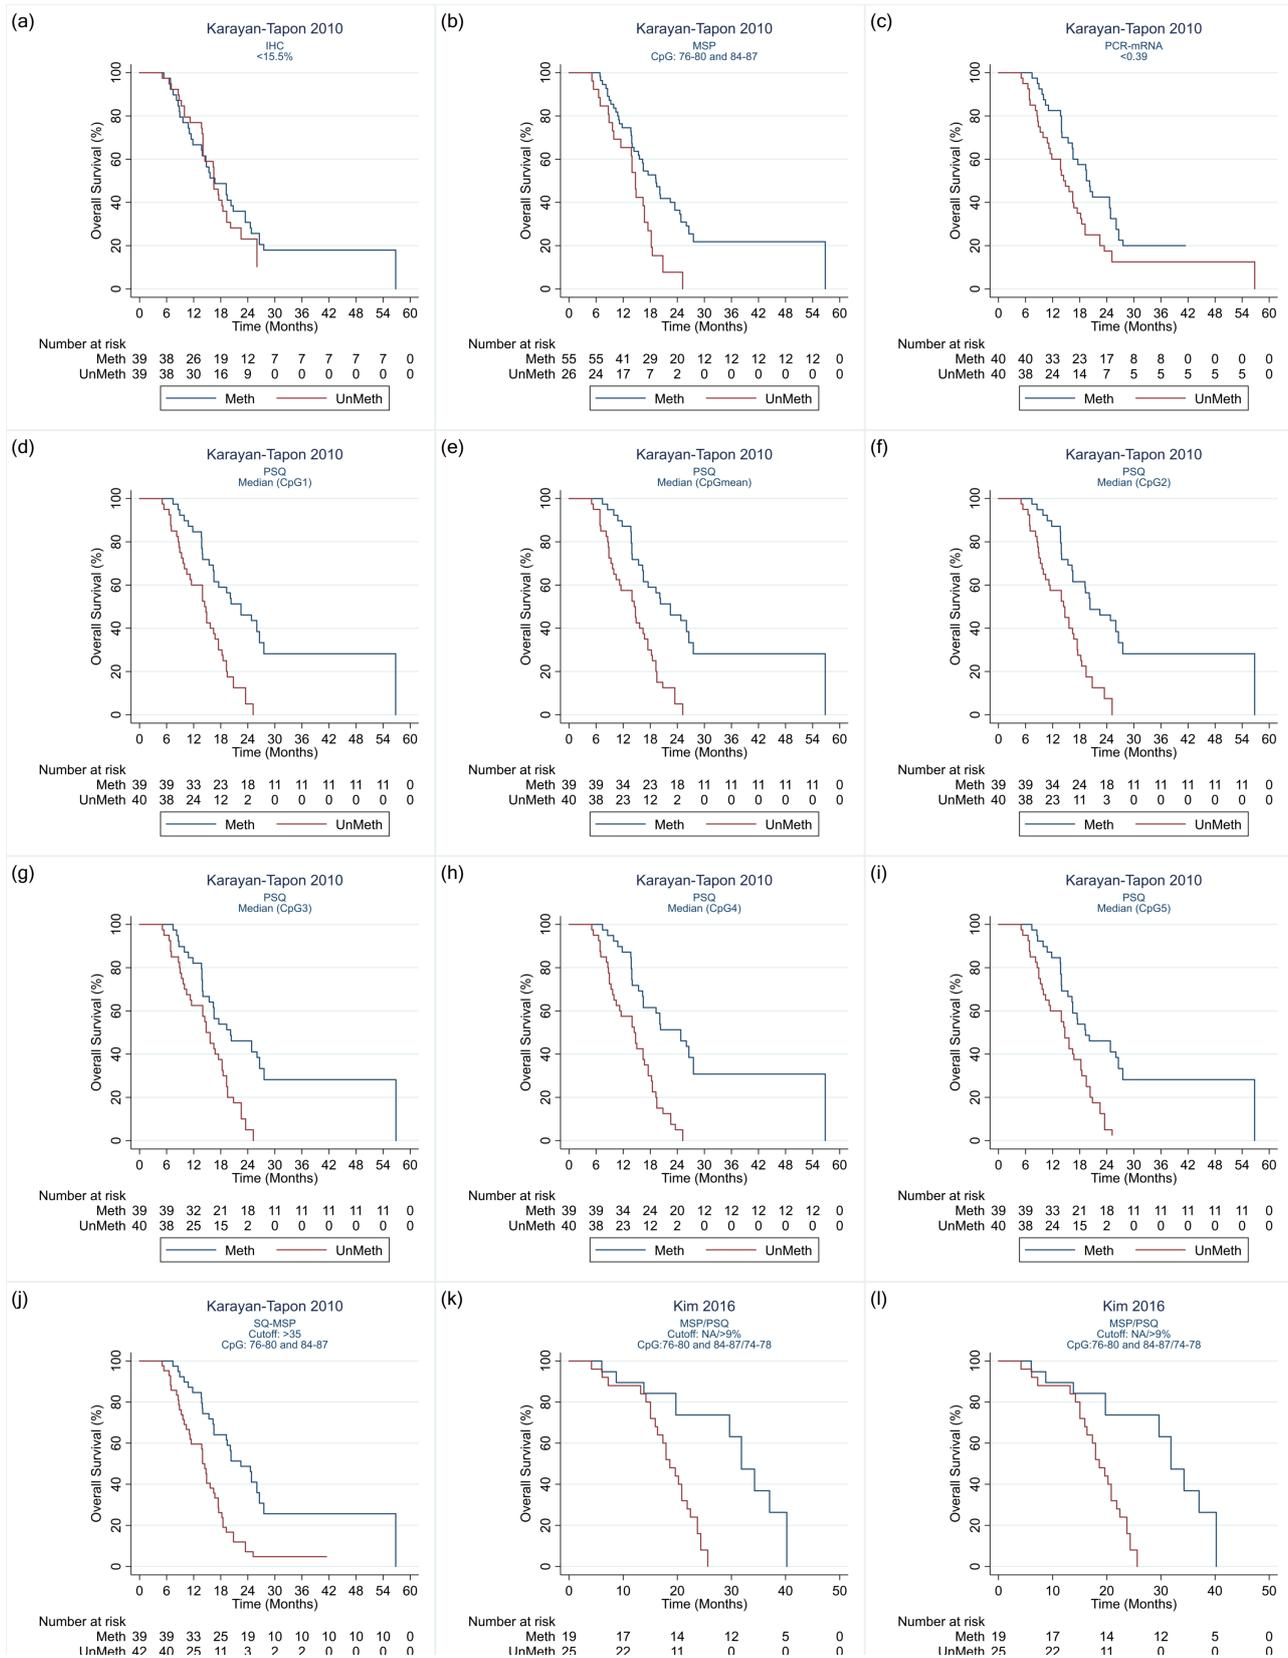 (a)
Karayan-Tapon 2010
IHC
<15.5%
Overall Survival (%)
100
80
60
40
20
0
0 6 12 18 24 30 36 42 48 54 60
Time (Months)
Number at risk
Meth 39 38 26 19 12 7 7 7 7 7 0
UnMeth 39 38 30 16 9 0 0 0 0 0 0
Meth UnMeth
(b)
Karayan-Tapon 2010
MSP
CpG: 76-80 and 84-87
Overall Survival (%)
100
80
60
40
20
0
0 6 12 18 24 30 36 42 48 54 60
Time (Months)
Number at risk
Meth 55 55 41 29 20 12 12 12 12 12 0
UnMeth 26 24 17 7 2 0 0 0 0 0 0
Meth UnMeth
(c)
Karayan-Tapon 2010
PCR-mRNA
<0.39
Overall Survival (%)
100
80
60
40
20
0
0 6 12 18 24 30 36 42 48 54 60
Time (Months)
Number at risk
Meth 40 40 33 23 17 8 8 0 0 0 0
UnMeth 40 38 24 14 7 5 5 5 5 5 0
Meth UnMeth
(d)
Karayan-Tapon 2010
PSQ
Median (CpG1)
Overall Survival (%)
100
80
60
40
20
0
0 6 12 18 24 30 36 42 48 54 60
Time (Months)
Number at risk
Meth 39 39 33 23 18 11 11 11 11 11 0
UnMeth 40 38 24 12 2 0 0 0 0 0 0
Meth UnMeth
(e)
Karayan-Tapon 2010
PSQ
Median (CpGmean)
Overall Survival (%)
100
80
60
40
20
0
0 6 12 18 24 30 36 42 48 54 60
Time (Months)
Number at risk
Meth 39 39 34 23 18 11 11 11 11 11 0
UnMeth 40 38 23 12 2 0 0 0 0 0 0
Meth UnMeth
(f)
Karayan-Tapon 2010
PSQ
Median (CpG2)
Overall Survival (%)
100
80
60
40
20
0
0 6 12 18 24 30 36 42 48 54 60
Time (Months)
Number at risk
Meth 39 39 34 24 18 11 11 11 11 11 0
UnMeth 40 38 23 11 3 0 0 0 0 0 0
Meth UnMeth
(g)
Karayan-Tapon 2010
PSQ
Median (CpG3)
Overall Survival (%)
100
80
60
40
20
0
0 6 12 18 24 30 36 42 48 54 60
Time (Months)
Number at risk
Meth 39 39 32 21 18 11 11 11 11 11 0
UnMeth 40 38 25 15 2 0 0 0 0 0 0
Meth UnMeth
(h)
Karayan-Tapon 2010
PSQ
Median (CpG4)
Overall Survival (%)
100
80
60
40
20
0
0 6 12 18 24 30 36 42 48 54 60
Time (Months)
Number at risk
Meth 39 39 34 24 20 12 12 12 12 12 0
UnMeth 40 38 23 12 2 0 0 0 0 0 0
Meth UnMeth
(i)
Karayan-Tapon 2010
PSQ
Median (CpG5)
Overall Survival (%)
100
80
60
40
20
0
0 6 12 18 24 30 36 42 48 54 60
Time (Months)
Number at risk
Meth 39 39 33 21 18 11 11 11 11 11 0
UnMeth 40 38 24 15 2 0 0 0 0 0 0
Meth UnMeth
(j)
Karayan-Tapon 2010
SQ-MSP
Cutoff: >35
CpG: 76-80 and 84-87
Overall Survival (%)
100
80
60
40
20
0
0 6 12 18 24 30 36 42 48 54 60
Time (Months)
Number at risk
Meth 39 39 33 25 19 10 10 10 10 10 0
UnMeth 42 40 25 11 3 2 2 0 0 0 0
(k)
Kim 2016
MSP/PSQ
Cutoff: NA/>9%
CpG:76-80 and 84-87/74-78
Overall Survival (%)
100
80
60
40
20
0
0 10 20 30 40 50
Time (Months)
Number at risk
Meth 19 17 14 12 5 0
UnMeth 25 22 11 0 0 0
(l)
Kim 2016
MSP/PSQ
Cutoff: NA/>9%
CpG:76-80 and 84-87/74-78
Overall Survival (%)
100
80
60
40
20
0
0 10 20 30 40 50
Time (Months)
Number at risk
Meth 19 17 14 12 5 0
UnMeth 25 22 11 0 0 0